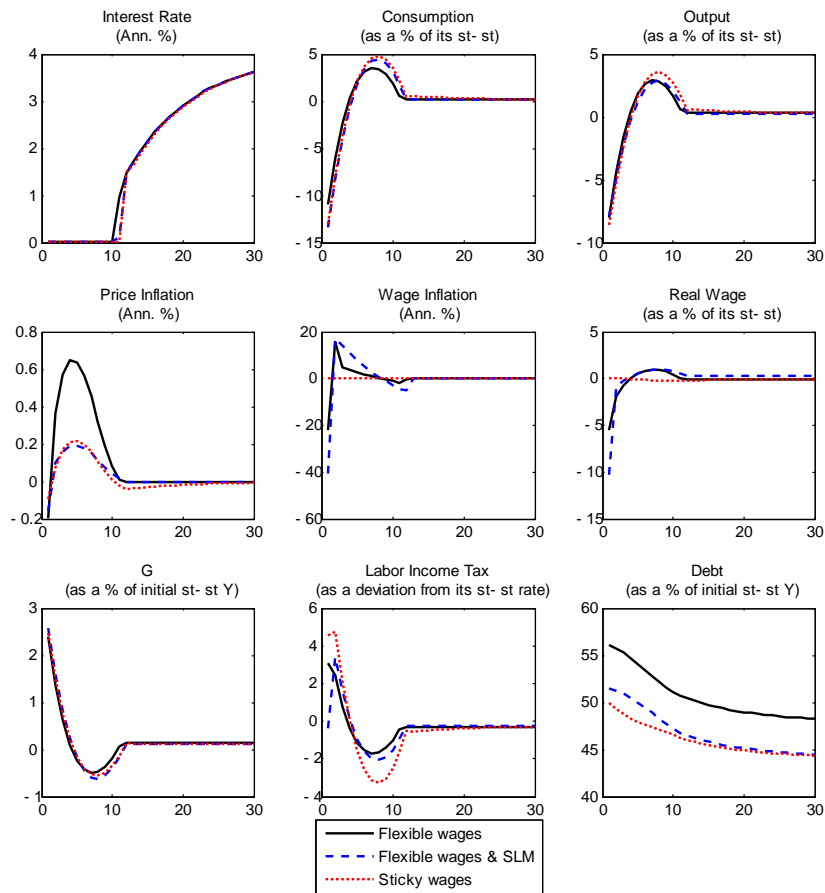 Interest Rate
(Ann. %)
4
3
2
1
0
0 10 20 30
Consumption
(as a % of its st- st)
5
0
- 5
- 10
- 15
0 10 20 30
Output
(as a % of its st- st)
5
0
- 5
- 10
0 10 20 30
Price Inflation
(Ann. %)
0.8
0.6
0.4
0.2
0
- 0.2
0 10 20 30
Wage Inflation
(Ann. %)
20
0
- 20
- 40
- 60
0 10 20 30
Real Wage
(as a % of its st- st)
5
0
- 5
- 10
- 15
0 10 20 30
G
(as a % of initial st- st Y)
3
2
1
0
- 1
0 10 20 30
Labor Income Tax
(as a deviation from its st- st rate)
6
4
2
0
- 2
- 4
0 10 20 30
Debt
(as a % of initial st- st Y)
60
55
50
45
40
0 10 20 30
Flexible wages
Flexible wages & SLM
Sticky wages